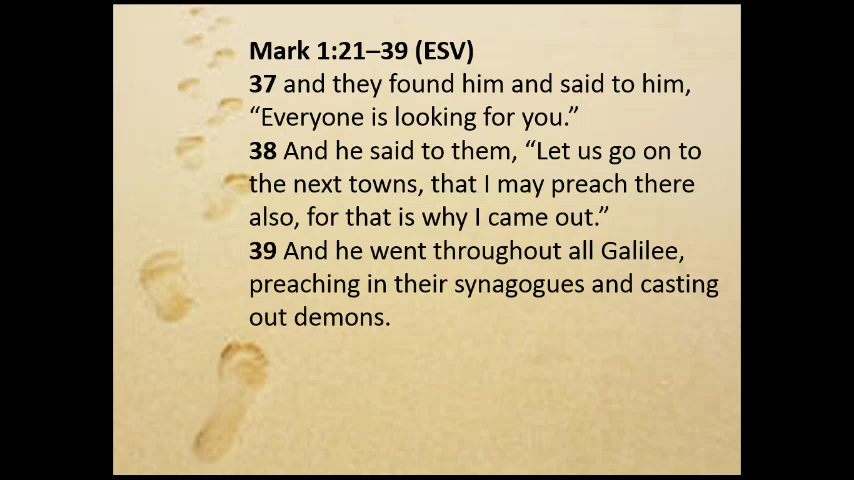 Mark 1:21–39 (ESV)
37 and they found him and said to him,
“Everyone is looking for you.”
38 And he said to them, “Let us go on to
the next towns, that I may preach there
also, for that is why I came out.”
39 And he went throughout all Galilee,
preaching in their synagogues and casting
out demons.